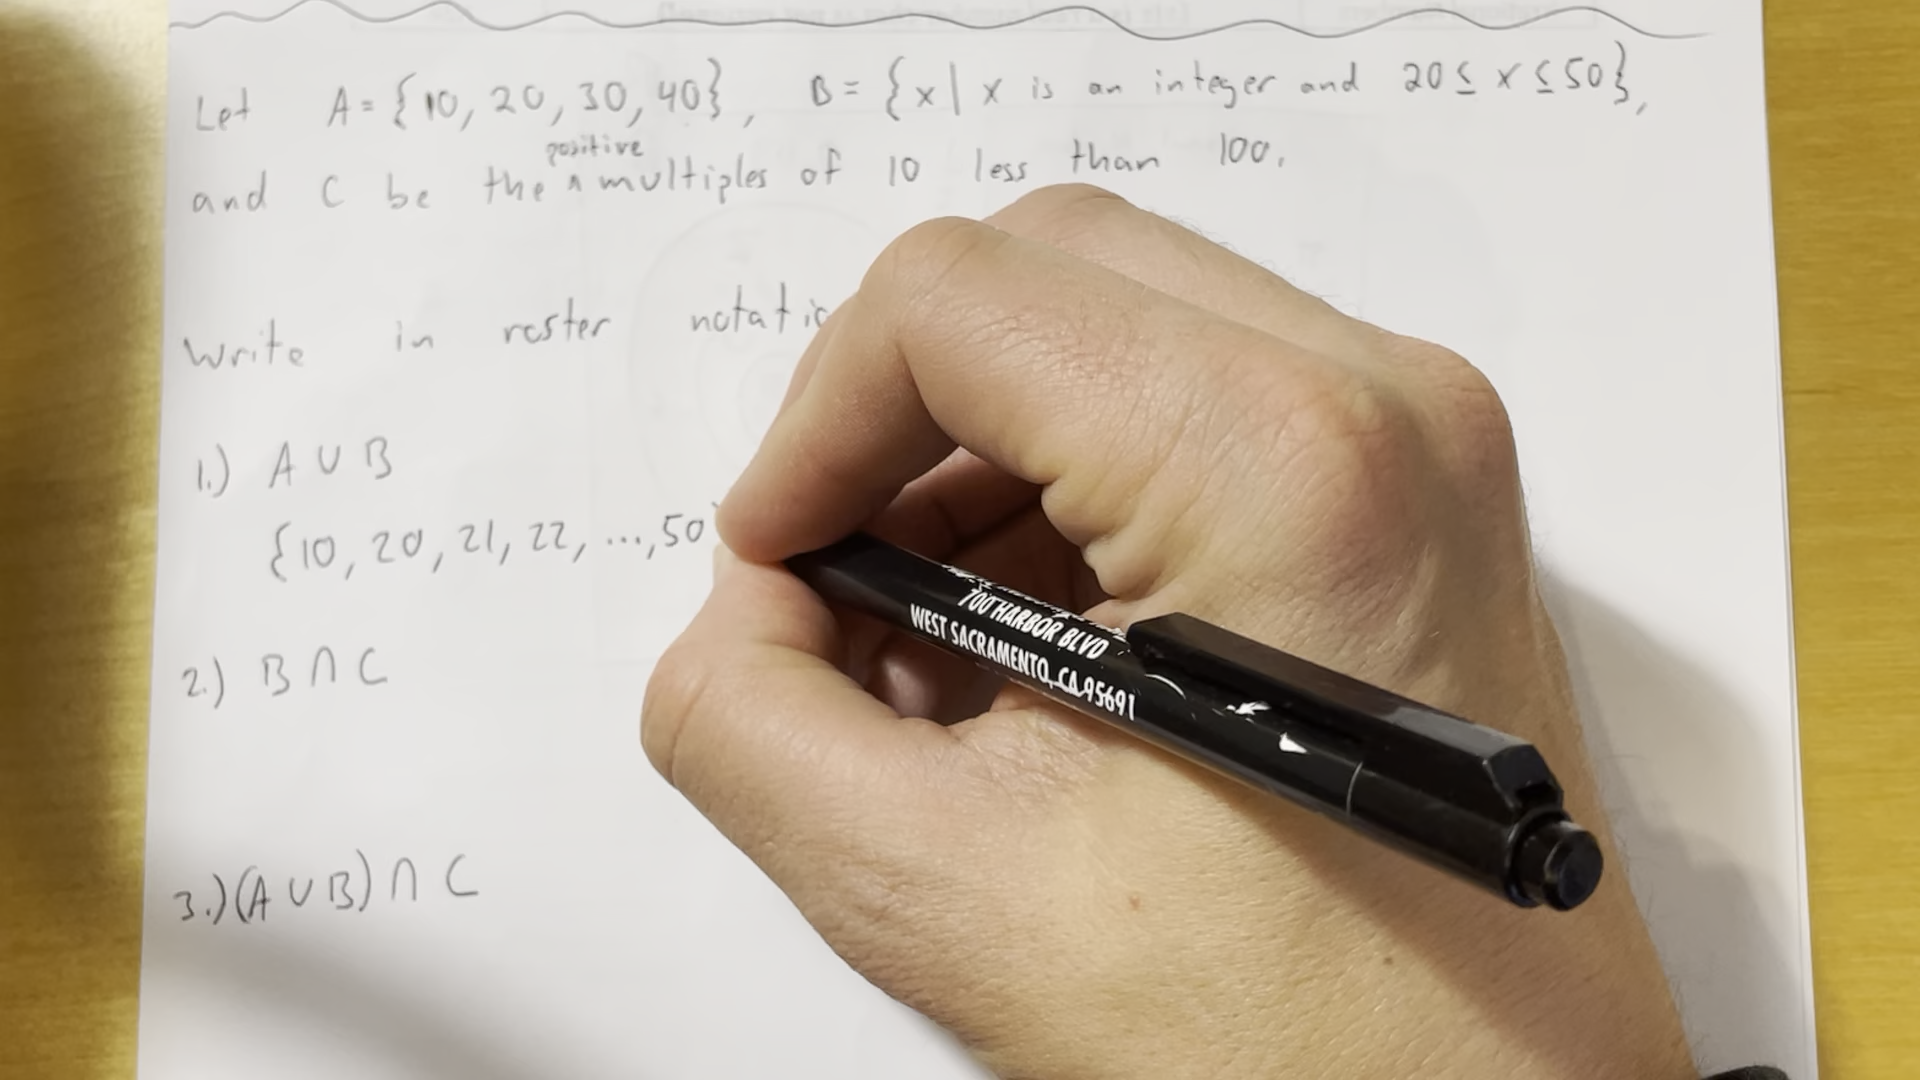 Let A = {10, 20, 30, 40}, B = {x | x is an integer and 20 ≤ x ≤ 50},
positive
and C be the ^ multiples of 10 less than 100.
Write in roster
1.) A ∪ B
{10, 20, 21, 22, ..., 50
2.) B ∩ C
3.) (A ∪ B) ∩ C
700 HARBOR BLVD
WEST SACRAMENTO, CA 95691